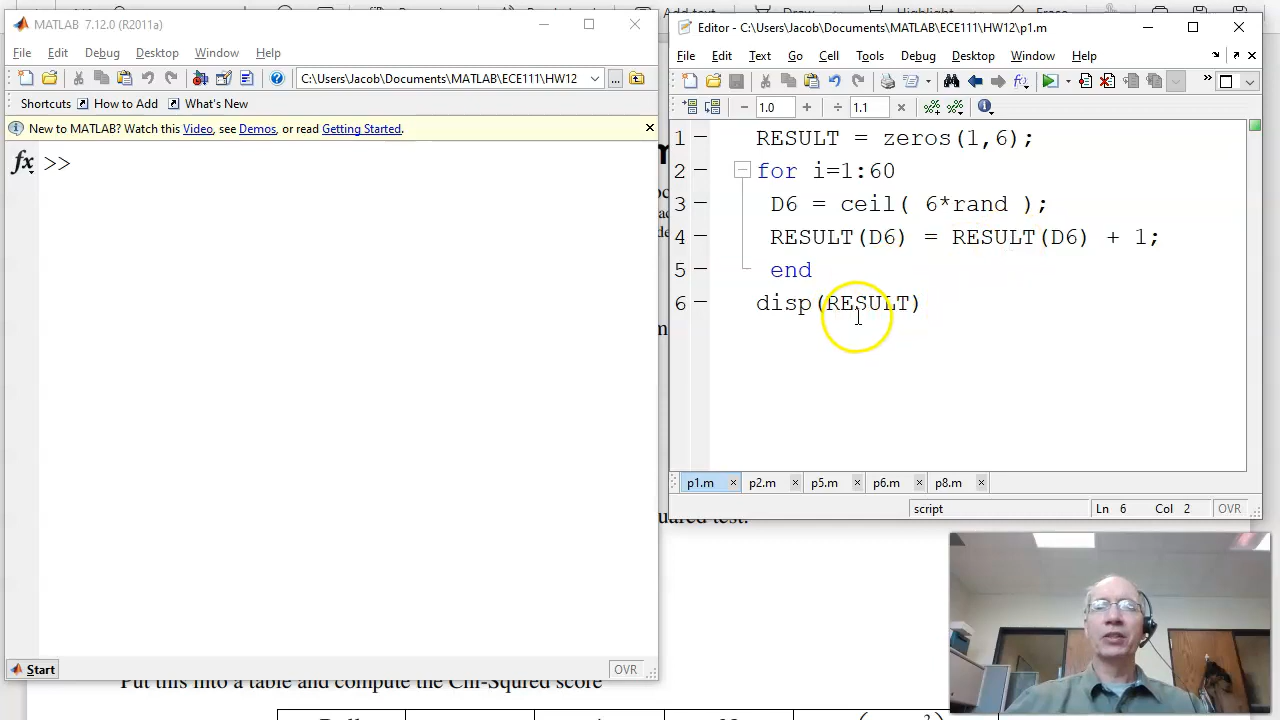 MATLAB 7.12.0 (R2011a)
File Edit Debug Desktop Window Help
C:\Users\Jacob\Documents\MATLAB\ECE111\HW12
Shortcuts How to Add What's New
New to MATLAB? Watch this Video, see Demos, or read Getting Started.
fx >>
Start OVR
Editor - C:\Users\Jacob\Documents\MATLAB\ECE111\HW12\p1.m
File Edit Text Go Cell Tools Debug Desktop Window Help
1.0 1.1
1 RESULT = zeros(1,6);
2 for i=1:60
3 D6 = ceil( 6*rand );
4 RESULT(D6) = RESULT(D6) + 1;
5 end
6 disp(RESULT)
p1.m p2.m p5.m p6.m p8.m
script Ln 6 Col 2 OVR
uared test.
Put this into a table and compute the Chi-Squred score